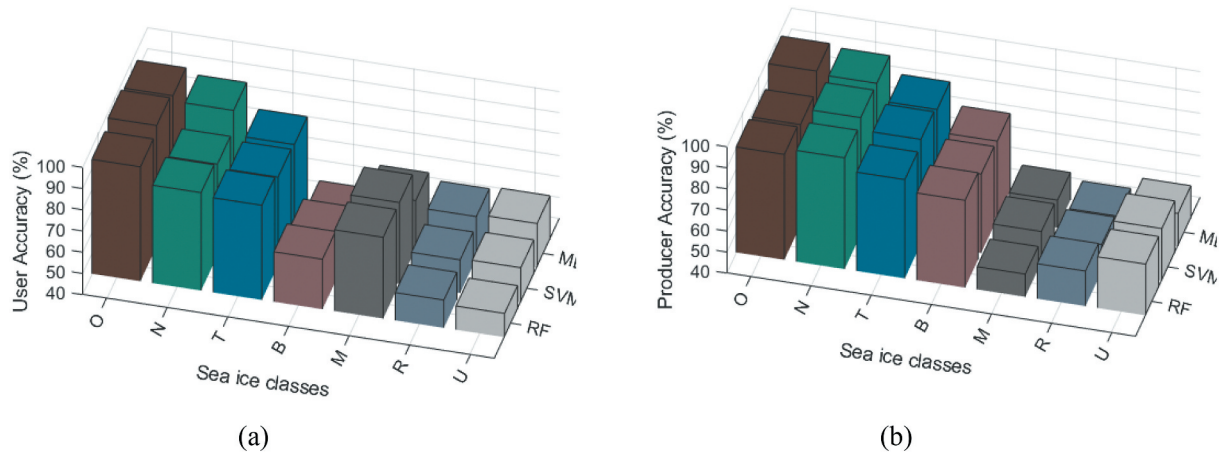 User Accuracy (%)
100
90
80
70
60
50
40
O
N
T
B
M
R
U
Sea ice classes
RF
SVM
(a)
Producer Accuracy (%)
100
90
80
70
60
50
40
O
N
T
B
M
R
U
Sea ice classes
RF
SVM
(b)